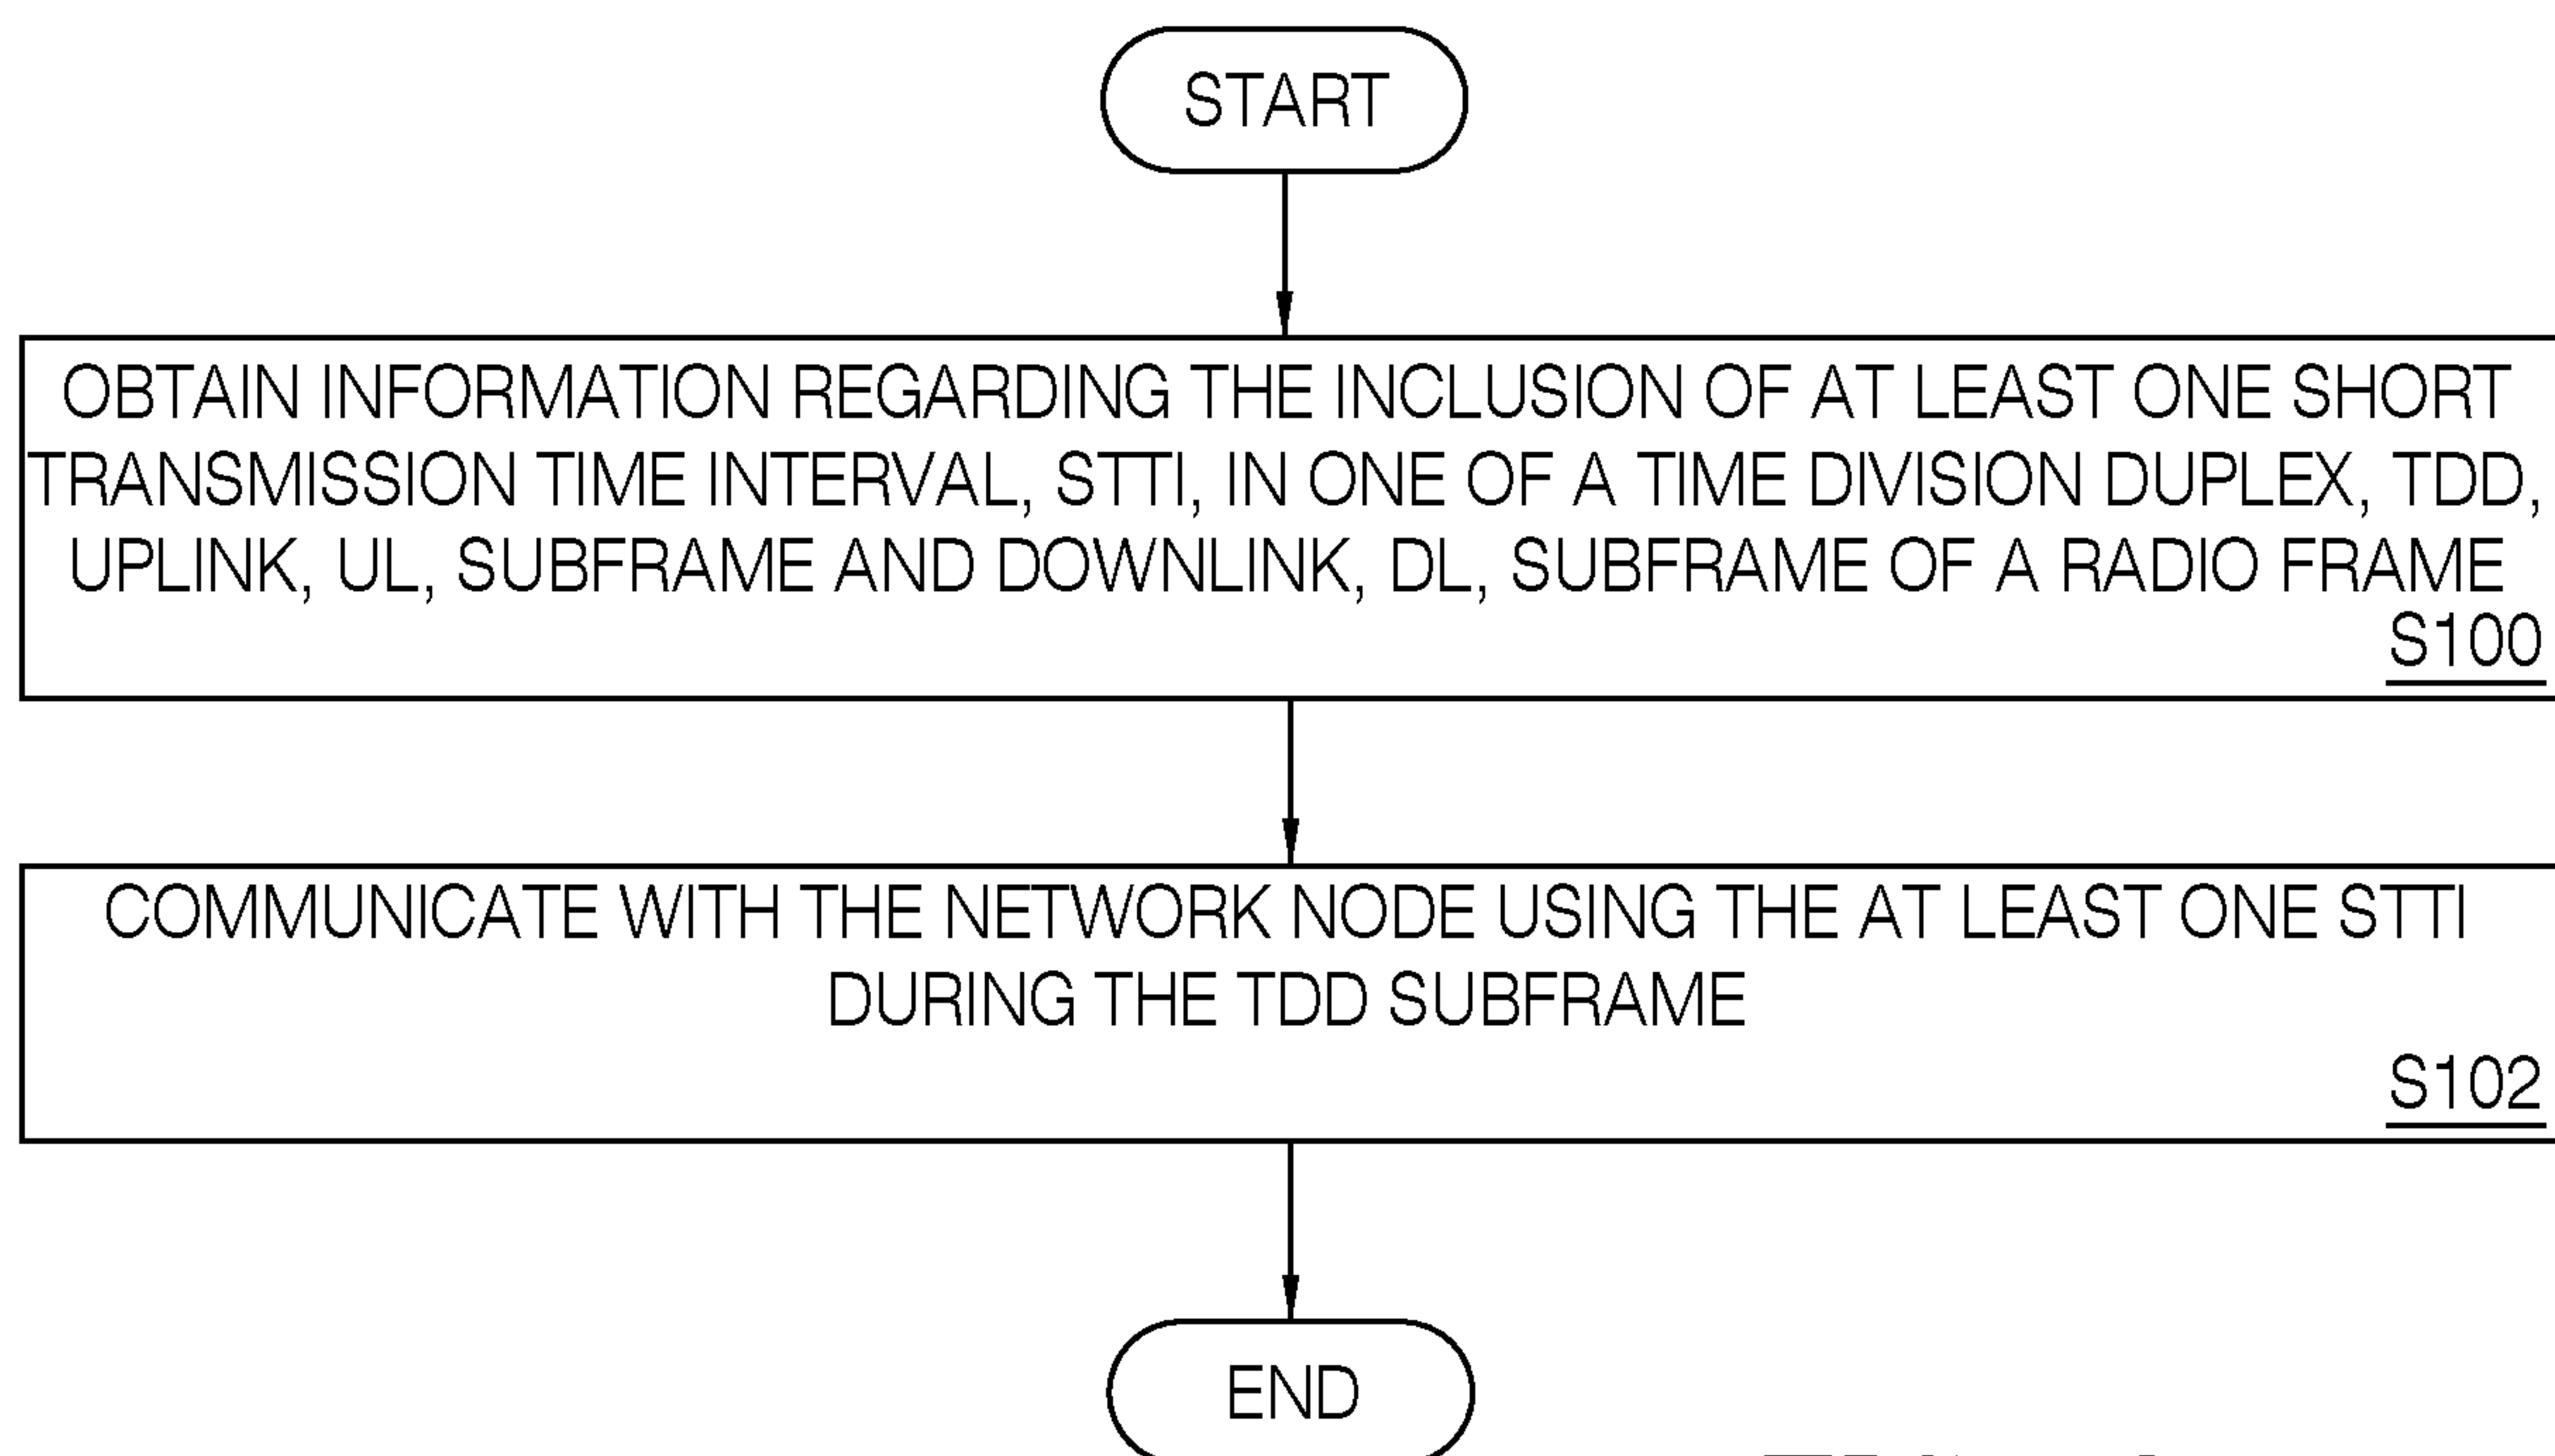 START
OBTAIN INFORMATION REGARDING THE INCLUSION OF AT LEAST ONE SHORT
TRANSMISSION TIME INTERVAL, STTI, IN ONE OF A TIME DIVISION DUPLEX, TDD,
UPLINK, UL, SUBFRAME AND DOWNLINK, DL, SUBFRAME OF A RADIO FRAME
S100
COMMUNICATE WITH THE NETWORK NODE USING THE AT LEAST ONE STTI
DURING THE TDD SUBFRAME
S102
END